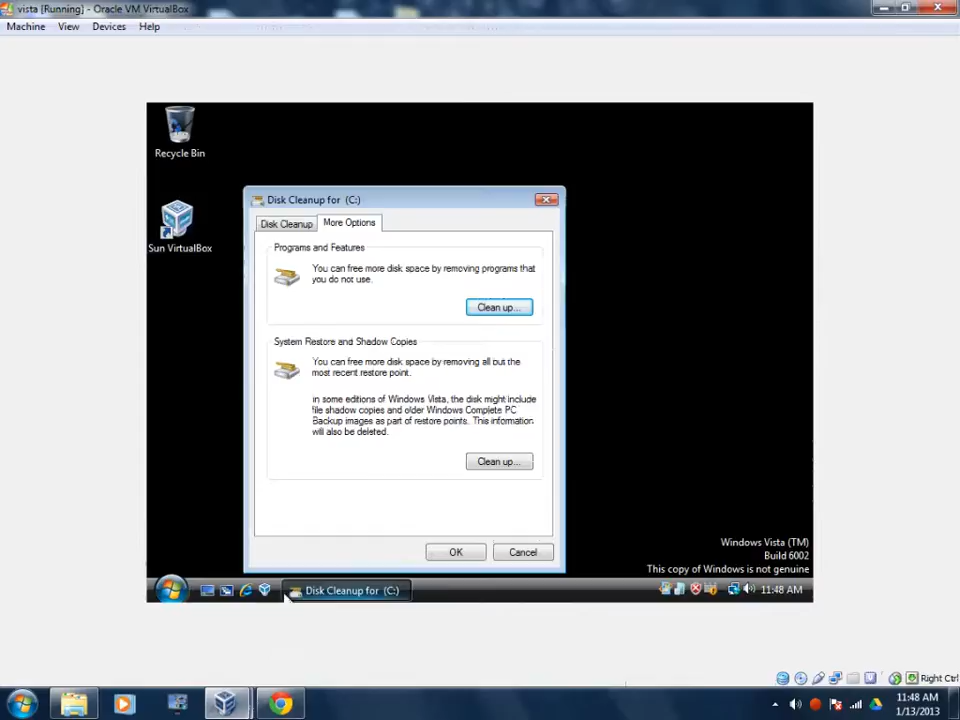 vista [Running] - Oracle VM VirtualBox
Machine View Devices Help
Recycle Bin
Sun VirtualBox
Disk Cleanup for (C:)
Disk Cleanup More Options
Programs and Features
You can free more disk space by removing programs that
you do not use.
Clean up...
System Restore and Shadow Copies
You can free more disk space by removing all but the
most recent restore point.
In some editions of Windows Vista, the disk might include
file shadow copies and older Windows Complete PC
Backup images as part of restore points. This information
will also be deleted.
Clean up...
OK Cancel
Windows Vista (TM)
Build 6002
This copy of Windows is not genuine
Disk Cleanup for (C:) 11:48 AM
Right Ctrl
11:48 AM
1/13/2013